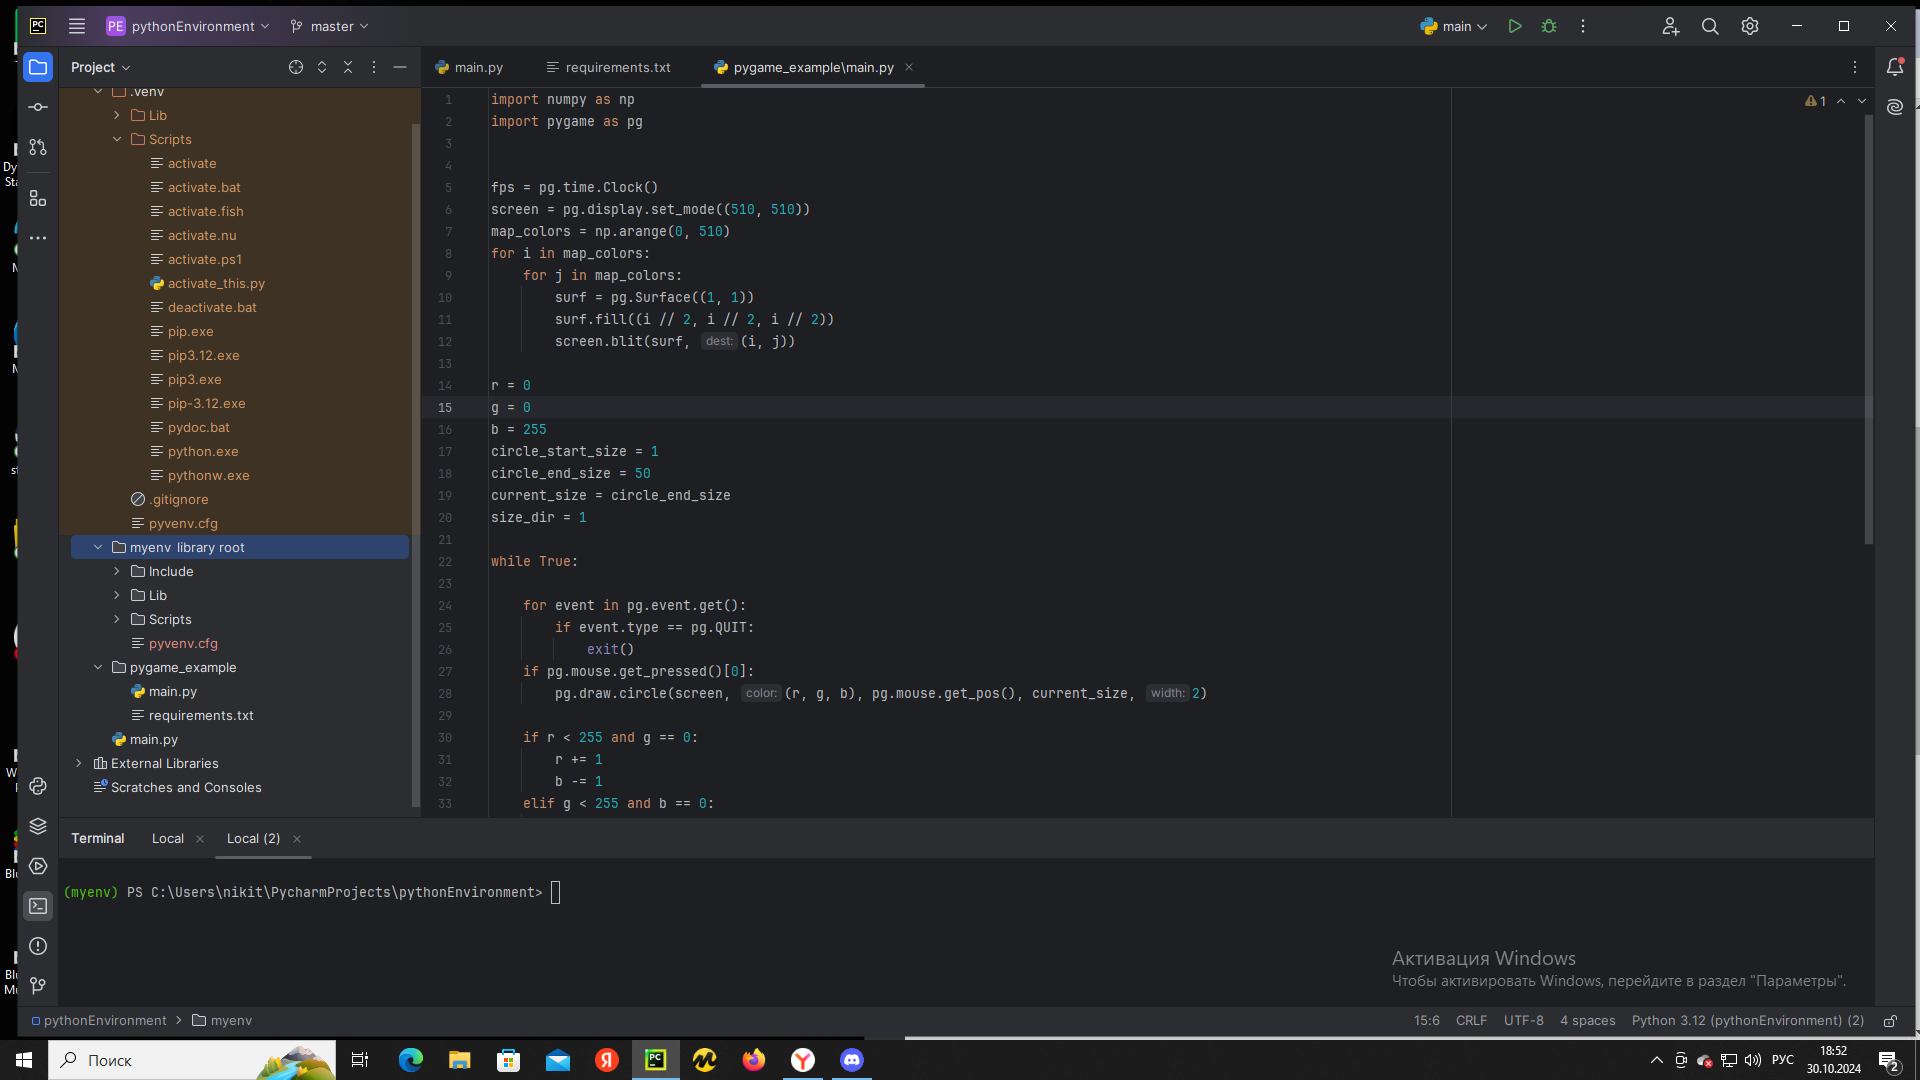 PC
PE pythonEnvironment
master
main
Project
main.py
requirements.txt
pygame_example\main.py
.venv
Lib
Scripts
activate
activate.bat
activate.fish
activate.nu
activate.ps1
activate_this.py
deactivate.bat
pip.exe
pip3.12.exe
pip3.exe
pip-3.12.exe
pydoc.bat
python.exe
pythonw.exe
.gitignore
pyvenv.cfg
myenv library root
Include
Lib
Scripts
pyvenv.cfg
pygame_example
main.py
requirements.txt
main.py
External Libraries
Scratches and Consoles
1 import numpy as np
2 import pygame as pg
3
4
5 fps = pg.time.Clock()
6 screen = pg.display.set_mode((510, 510))
7 map_colors = np.arange(0, 510)
8 for i in map_colors:
9 for j in map_colors:
10 surf = pg.Surface((1, 1))
11 surf.fill((i // 2, i // 2, i // 2))
12 screen.blit(surf, dest: (i, j))
13
14 r = 0
15 g = 0
16 b = 255
17 circle_start_size = 1
18 circle_end_size = 50
19 current_size = circle_end_size
20 size_dir = 1
21
22 while True:
23
24 for event in pg.event.get():
25 if event.type == pg.QUIT:
26 exit()
27 if pg.mouse.get_pressed()[0]:
28 pg.draw.circle(screen, color: (r, g, b), pg.mouse.get_pos(), current_size, width: 2)
29
30 if r < 255 and g == 0:
31 r += 1
32 b -= 1
33 elif g < 255 and b == 0:
1
Terminal
Local
Local (2)
(myenv) PS C:\Users\nikit\PycharmProjects\pythonEnvironment>
Активация Windows
Чтобы активировать Windows, перейдите в раздел "Параметры".
pythonEnvironment > myenv
15:6
CRLF
UTF-8
4 spaces
Python 3.12 (pythonEnvironment) (2)
Поиск
Я
PC
Y
РУС
18:52
30.10.2024
2